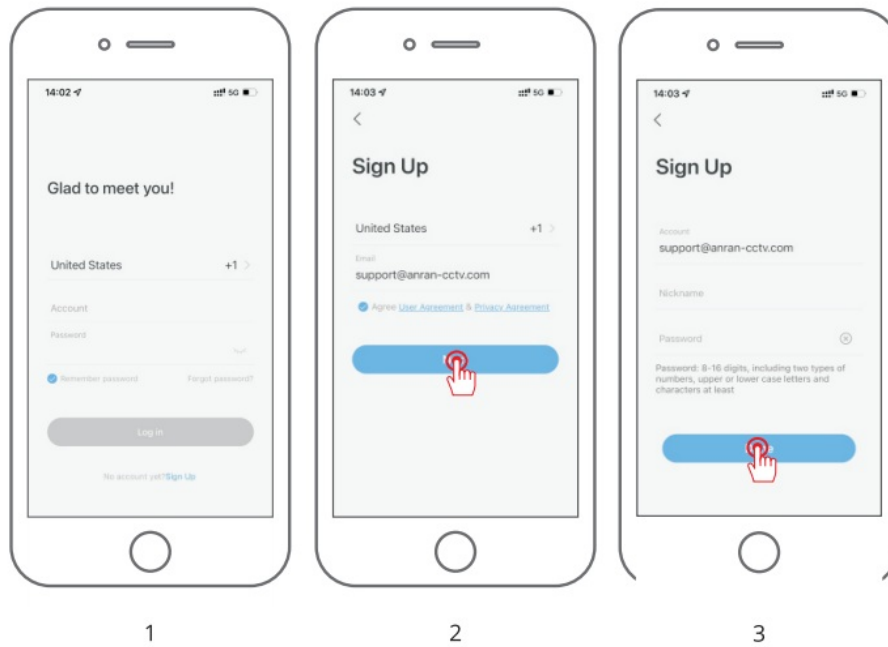 14:02
5G
Glad to meet you!
United States +1
Account
Password
Remember password Forgot password?
Log in
No account yet?Sign Up
1
14:03
5G
Sign Up
United States +1
Email
support@anran-cctv.com
Agree User Agreement & Privacy Agreement
2
14:03
5G
Sign Up
Account
support@anran-cctv.com
Nickname
Password
Password: 8-16 digits, including two types of
numbers, upper or lower case letters and
characters at least
3